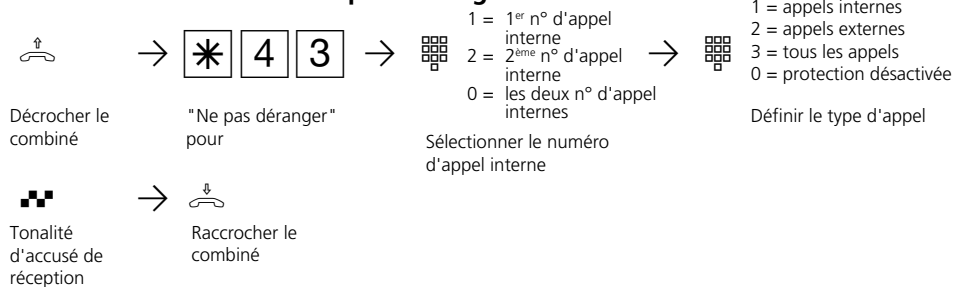 1 = 1er n° d'appel
interne
2 = 2ème n° d'appel
interne
0 = les deux n° d'appel
internes
1 = appels internes
2 = appels externes
3 = tous les appels
0 = protection désactivée
* 4 3
Décrocher le
combiné
"Ne pas déranger"
pour
Sélectionner le numéro
d'appel interne
Définir le type d'appel
Tonalité
d'accusé de
réception
Raccrocher le
combiné